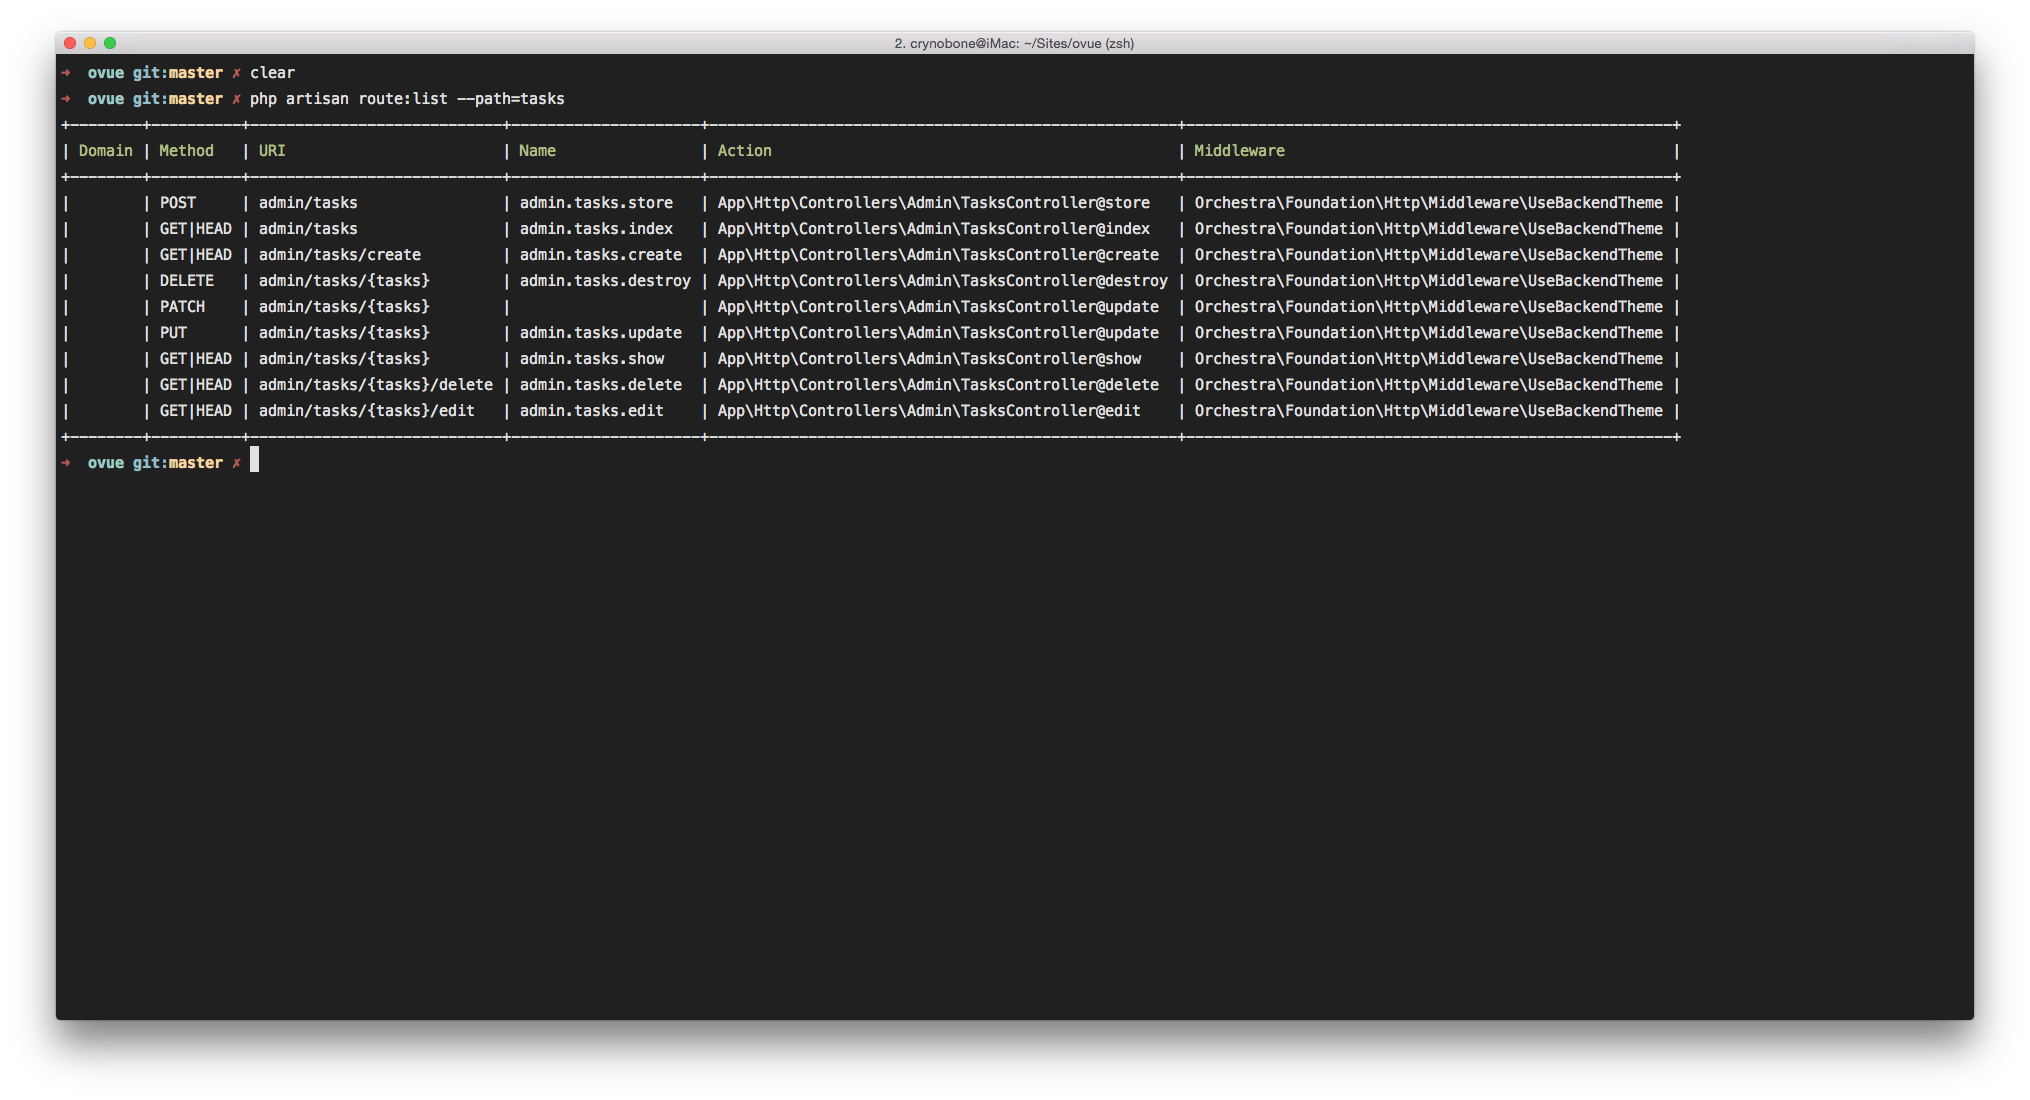 2. crynobone@iMac: ~/Sites/ovue (zsh)
➜  ovue git:master ✗ clear
➜  ovue git:master ✗ php artisan route:list --path=tasks
+--------+----------+----------------------------+---------------------+----------------------------------------------------+------------------------------------------------------+
| Domain | Method   | URI                        | Name                | Action                                             | Middleware                                           |
+--------+----------+----------------------------+---------------------+----------------------------------------------------+------------------------------------------------------+
|        | POST     | admin/tasks                | admin.tasks.store   | App\Http\Controllers\Admin\TasksController@store   | Orchestra\Foundation\Http\Middleware\UseBackendTheme |
|        | GET|HEAD | admin/tasks                | admin.tasks.index   | App\Http\Controllers\Admin\TasksController@index   | Orchestra\Foundation\Http\Middleware\UseBackendTheme |
|        | GET|HEAD | admin/tasks/create         | admin.tasks.create  | App\Http\Controllers\Admin\TasksController@create  | Orchestra\Foundation\Http\Middleware\UseBackendTheme |
|        | DELETE   | admin/tasks/{tasks}        | admin.tasks.destroy | App\Http\Controllers\Admin\TasksController@destroy | Orchestra\Foundation\Http\Middleware\UseBackendTheme |
|        | PATCH    | admin/tasks/{tasks}        |                     | App\Http\Controllers\Admin\TasksController@update  | Orchestra\Foundation\Http\Middleware\UseBackendTheme |
|        | PUT      | admin/tasks/{tasks}        | admin.tasks.update  | App\Http\Controllers\Admin\TasksController@update  | Orchestra\Foundation\Http\Middleware\UseBackendTheme |
|        | GET|HEAD | admin/tasks/{tasks}        | admin.tasks.show    | App\Http\Controllers\Admin\TasksController@show    | Orchestra\Foundation\Http\Middleware\UseBackendTheme |
|        | GET|HEAD | admin/tasks/{tasks}/delete | admin.tasks.delete  | App\Http\Controllers\Admin\TasksController@delete  | Orchestra\Foundation\Http\Middleware\UseBackendTheme |
|        | GET|HEAD | admin/tasks/{tasks}/edit   | admin.tasks.edit    | App\Http\Controllers\Admin\TasksController@edit    | Orchestra\Foundation\Http\Middleware\UseBackendTheme |
+--------+----------+----------------------------+---------------------+----------------------------------------------------+------------------------------------------------------+
➜  ovue git:master ✗